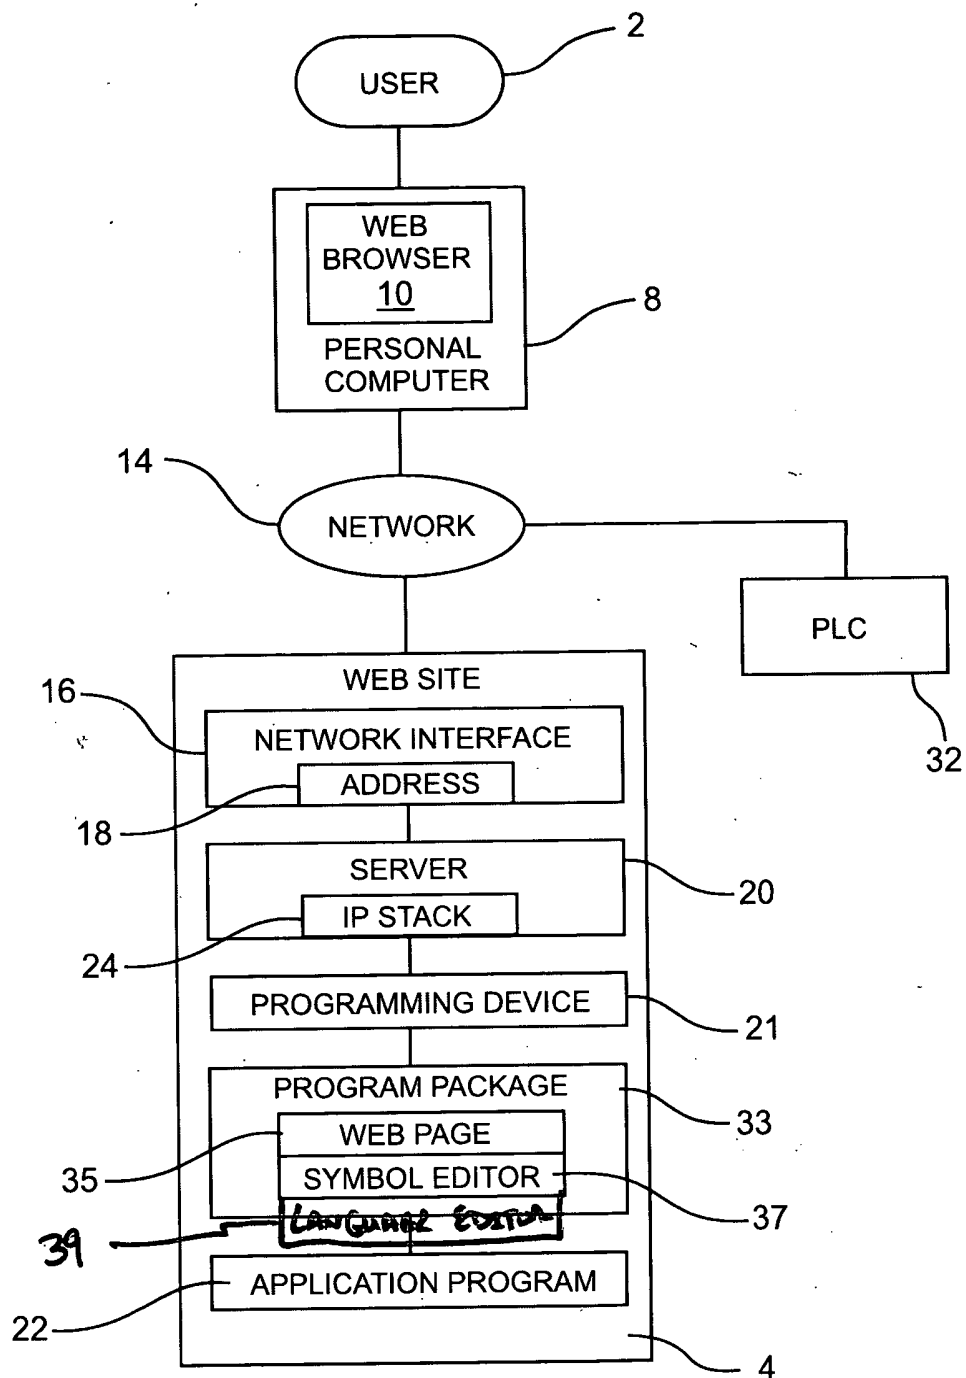 2
USER
WEB
BROWSER
10
8
PERSONAL
COMPUTER
14
NETWORK
PLC
32
WEB SITE
16
NETWORK INTERFACE
ADDRESS
18
SERVER
20
IP STACK
24
PROGRAMMING DEVICE
21
PROGRAM PACKAGE
33
WEB PAGE
35
SYMBOL EDITOR
37
LANGUAGE EDITOR
39
APPLICATION PROGRAM
22
4